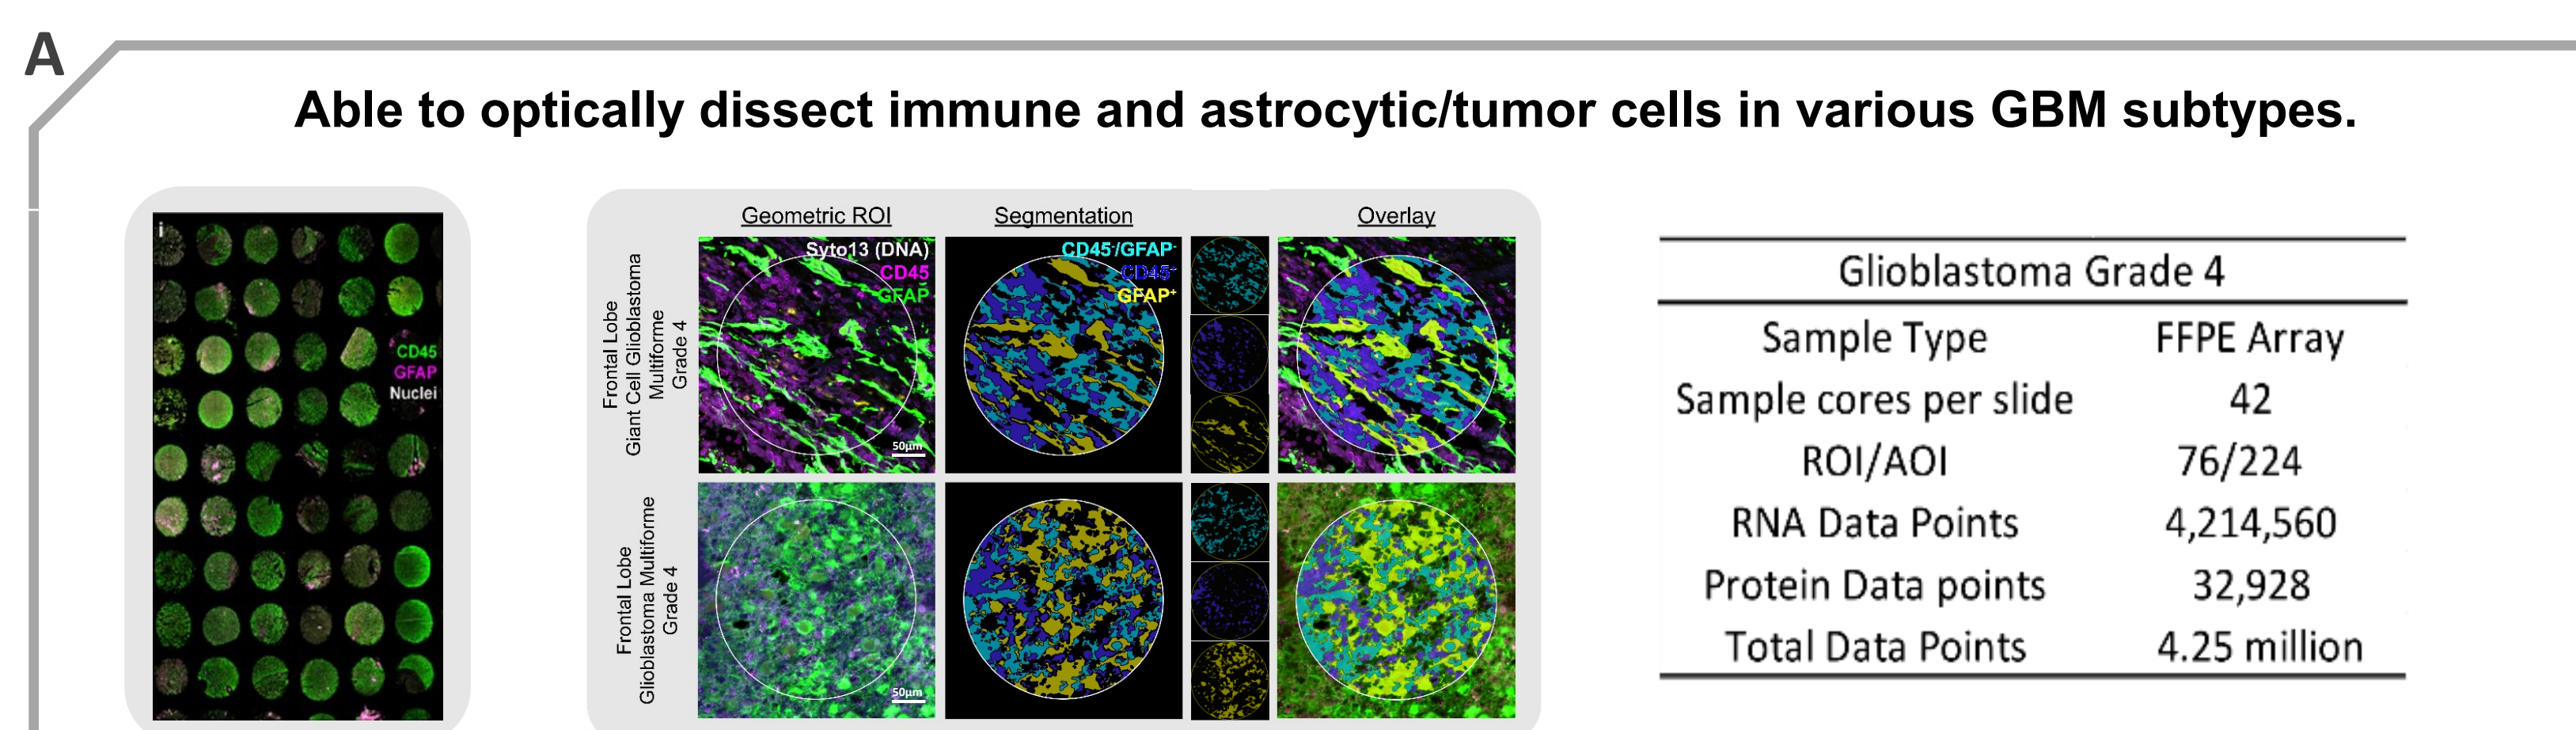 A
Able to optically dissect immune and astrocytic/tumor cells in various GBM subtypes.
i
CD45
GFAP
Nuclei
Geometric ROI
Segmentation
Overlay
Frontal Lobe
Giant Cell Glioblastoma
Multiforme
Grade 4
Syto13 (DNA)
CD45
GFAP
50µm
CD45⁻/GFAP⁻
CD45⁺
GFAP⁺
Frontal Lobe
Glioblastoma Multiforme
Grade 4
50µm
Glioblastoma Grade 4
Sample Type FFPE Array
Sample cores per slide 42
ROI/AOI 76/224
RNA Data Points 4,214,560
Protein Data points 32,928
Total Data Points 4.25 million